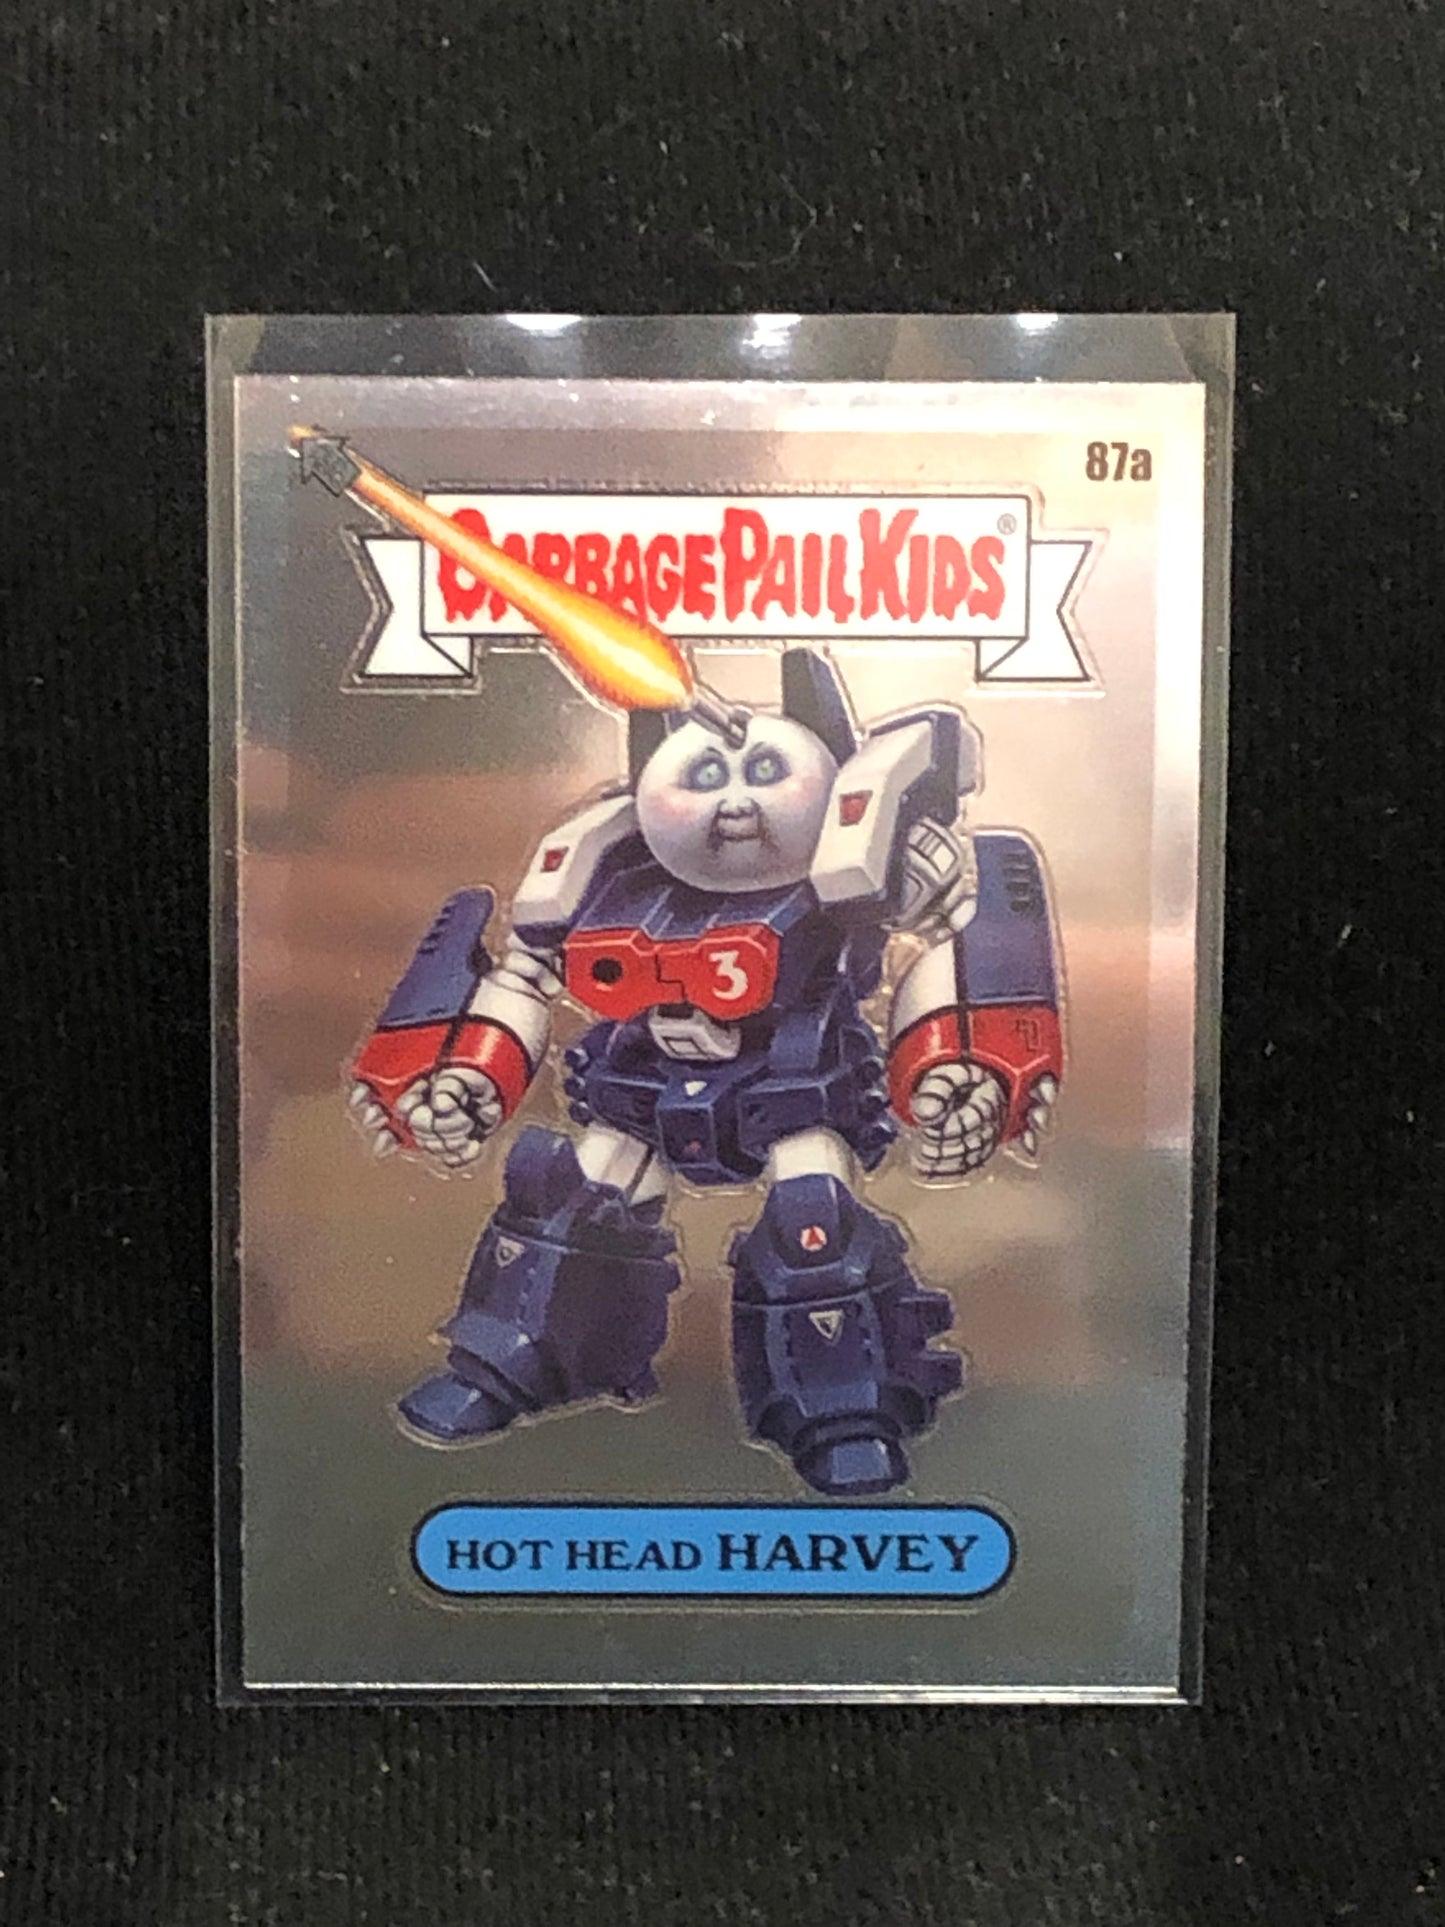 87a
GARBAGE PAIL KIDS®
3
HOT HEAD HARVEY